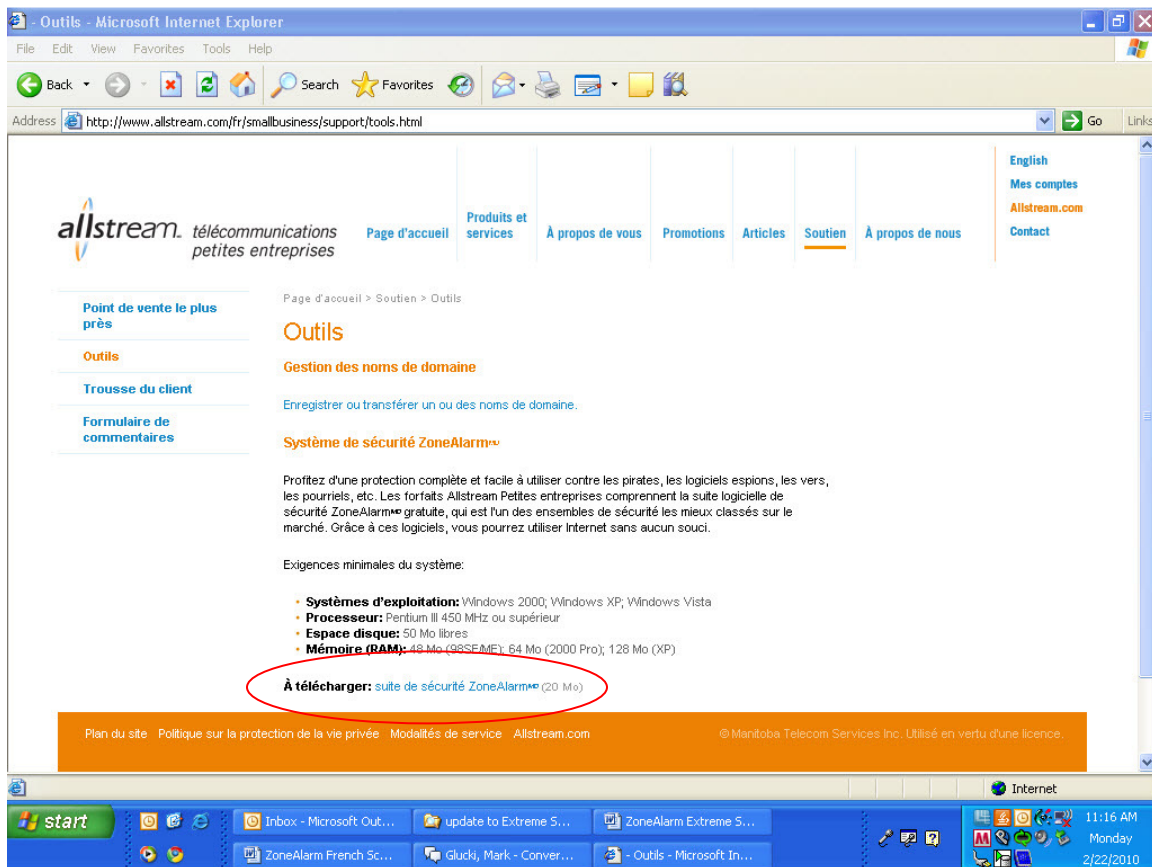 - Outils - Microsoft Internet Explorer
File Edit View Favorites Tools Help
Back Search Favorites
Address http://www.allstream.com/fr/smallbusiness/support/tools.html Go Links
English
Mes comptes
Allstream.com
Contact
allstream. télécommunications
petites entreprises
Page d'accueil Produits et services À propos de vous Promotions Articles Soutien À propos de nous
Point de vente le plus
près
Outils
Trousse du client
Formulaire de
commentaires
Page d'accueil > Soutien > Outils
Outils
Gestion des noms de domaine
Enregistrer ou transférer un ou des noms de domaine.
Système de sécurité ZoneAlarmMD
Profitez d'une protection complète et facile à utiliser contre les pirates, les logiciels espions, les vers,
les pourriels, etc. Les forfaits Allstream Petites entreprises comprennent la suite logicielle de
sécurité ZoneAlarmMD gratuite, qui est l'un des ensembles de sécurité les mieux classés sur le
marché. Grâce à ces logiciels, vous pourrez utiliser Internet sans aucun souci.
Exigences minimales du système:
• Systèmes d'exploitation: Windows 2000; Windows XP; Windows Vista
• Processeur: Pentium III 450 MHz ou supérieur
• Espace disque: 50 Mo libres
• Mémoire (RAM): 48 Mo (98SE/ME); 64 Mo (2000 Pro); 128 Mo (XP)
À télécharger: suite de sécurité ZoneAlarmMD (20 Mo)
Plan du site Politique sur la protection de la vie privée Modalités de service Allstream.com © Manitoba Telecom Services Inc. Utilisé en vertu d'une licence.
Internet
start Inbox - Microsoft Out... update to Extreme S... ZoneAlarm Extreme S... 11:16 AM
Monday
ZoneAlarm French Sc... Glucki, Mark - Conver... - Outils - Microsoft In... 2/22/2010